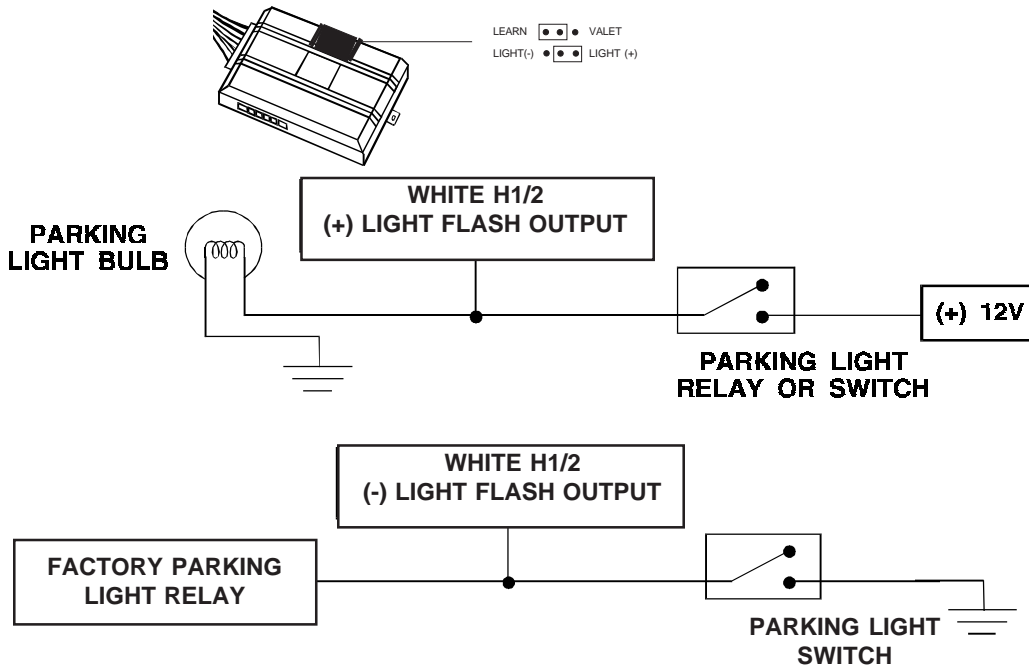 LEARN VALET
LIGHT(-) LIGHT (+)
WHITE H1/2
(+) LIGHT FLASH OUTPUT
PARKING
LIGHT BULB
(+) 12V
PARKING LIGHT
RELAY OR SWITCH
WHITE H1/2
(-) LIGHT FLASH OUTPUT
FACTORY PARKING
LIGHT RELAY
PARKING LIGHT
SWITCH